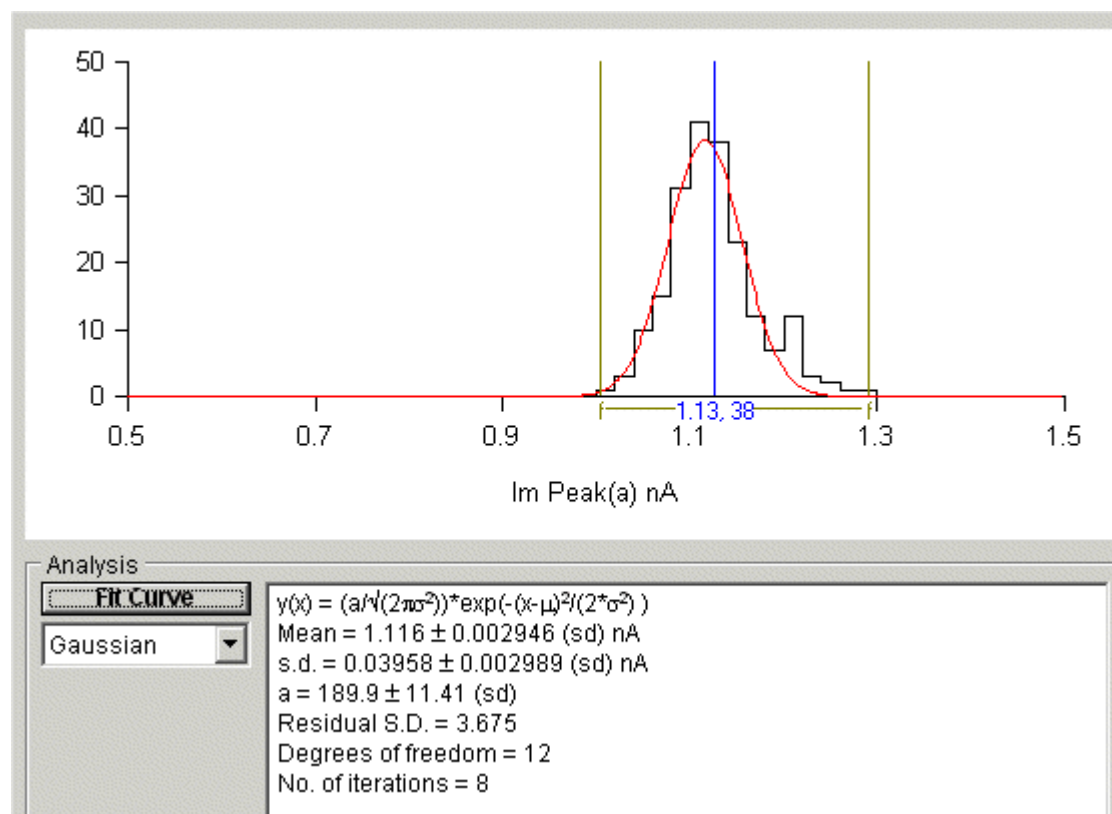 50
40
30
20
10
0
0.5 0.7 0.9 1.1 1.3 1.5
1.13, 38
Im Peak(a) nA
Analysis
Fit Curve
Gaussian
y(x) = (a/√(2πσ²))*exp(-(x-μ)²/(2*σ²) )
Mean = 1.116 ± 0.002946 (sd) nA
s.d. = 0.03958 ± 0.002989 (sd) nA
a = 189.9 ± 11.41 (sd)
Residual S.D. = 3.675
Degrees of freedom = 12
No. of iterations = 8